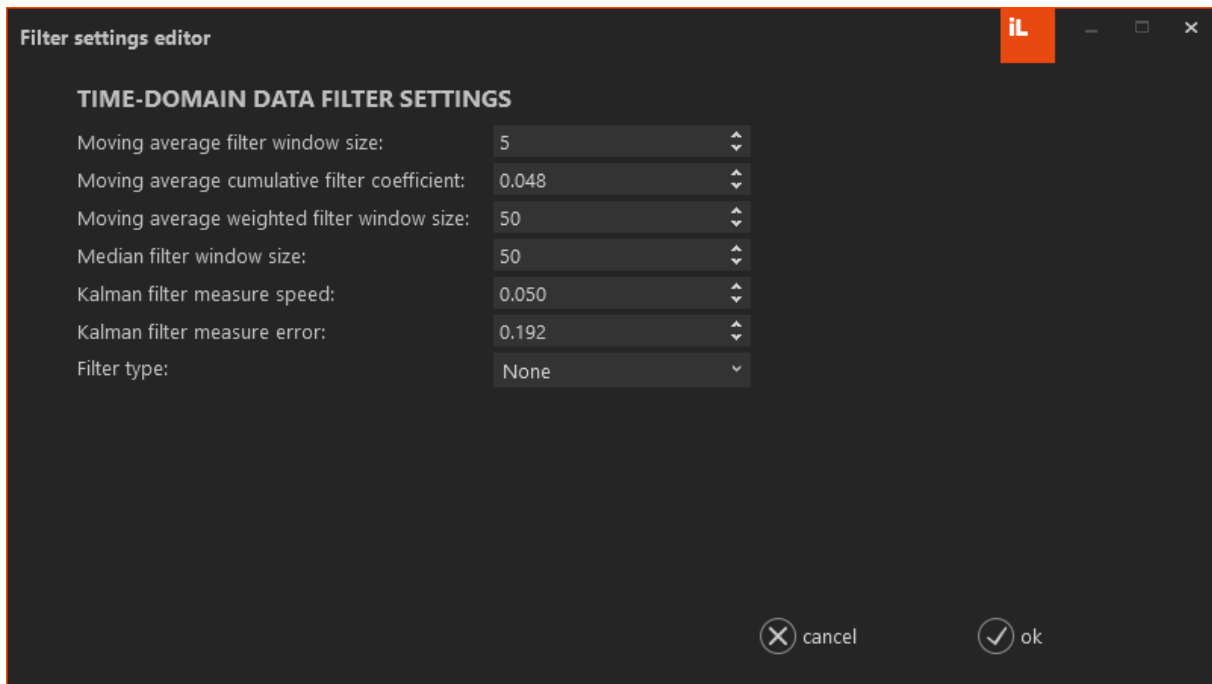 Filter settings editor
iL
TIME-DOMAIN DATA FILTER SETTINGS
Moving average filter window size: 5
Moving average cumulative filter coefficient: 0.048
Moving average weighted filter window size: 50
Median filter window size: 50
Kalman filter measure speed: 0.050
Kalman filter measure error: 0.192
Filter type: None
cancel ok